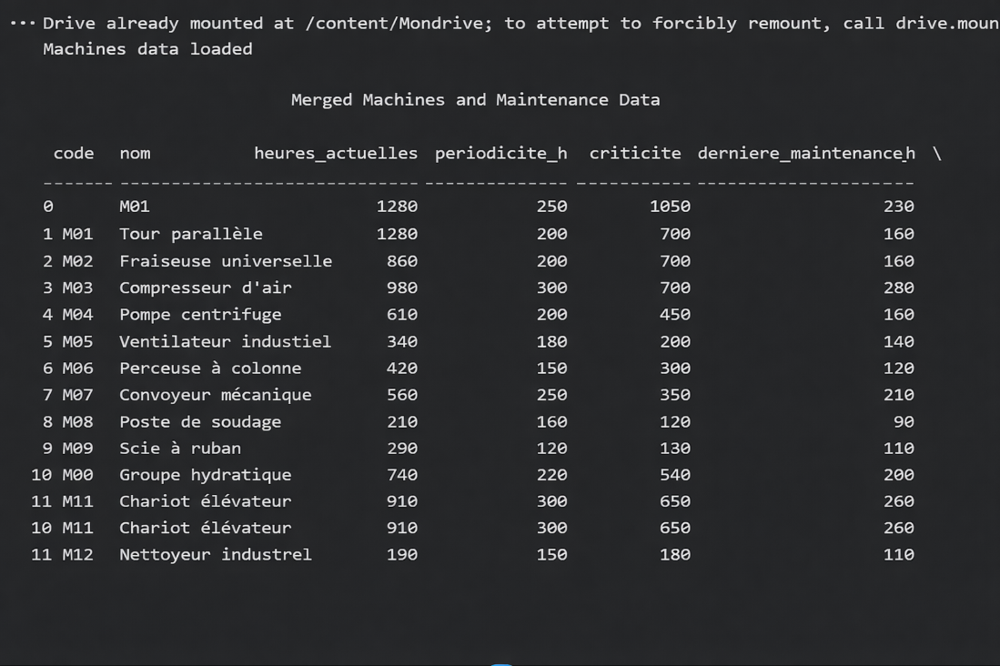 ... Drive already mounted at /content/Mondrive; to attempt to forcibly remount, call drive.moun
Machines data loaded
Merged Machines and Maintenance Data
code nom heures_actuelles periodicite_h criticite derniere_maintenance_h \
------- ----------------------------- -------------- ----------- ---------------------
0 M01 1280 250 1050 230
1 M01 Tour parallèle 1280 200 700 160
2 M02 Fraiseuse universelle 860 200 700 160
3 M03 Compresseur d'air 980 300 700 280
4 M04 Pompe centrifuge 610 200 450 160
5 M05 Ventilateur industiel 340 180 200 140
6 M06 Perceuse à colonne 420 150 300 120
7 M07 Convoyeur mécanique 560 250 350 210
8 M08 Poste de soudage 210 160 120 90
9 M09 Scie à ruban 290 120 130 110
10 M00 Groupe hydratique 740 220 540 200
11 M11 Chariot élévateur 910 300 650 260
10 M11 Chariot élévateur 910 300 650 260
11 M12 Nettoyeur industrel 190 150 180 110